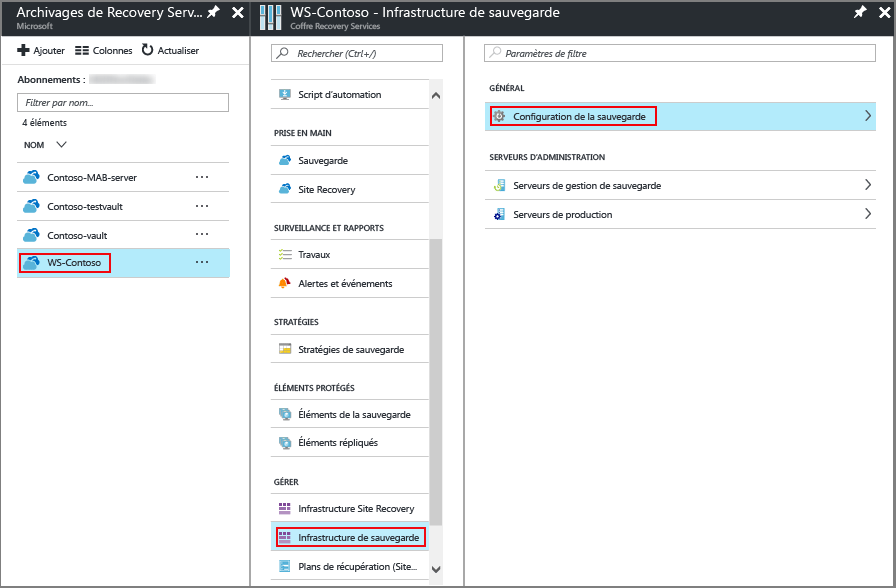 Archivages de Recovery Serv...
Microsoft
Ajouter Colonnes Actualiser
Abonnements :
Filtrer par nom...
4 éléments
NOM
Contoso-MAB-server ...
Contoso-testvault ...
Contoso-vault ...
WS-Contoso ...
WS-Contoso - Infrastructure de sauvegarde
Coffre Recovery Services
Rechercher (Ctrl+/)
Script d'automation
PRISE EN MAIN
Sauvegarde
Site Recovery
SURVEILLANCE ET RAPPORTS
Travaux
Alertes et événements
STRATÉGIES
Stratégies de sauvegarde
ÉLÉMENTS PROTÉGÉS
Éléments de la sauvegarde
Éléments répliqués
GÉRER
Infrastructure Site Recovery
Infrastructure de sauvegarde
Plans de récupération (Site...
Paramètres de filtre
GÉNÉRAL
Configuration de la sauvegarde
SERVEURS D'ADMINISTRATION
Serveurs de gestion de sauvegarde
Serveurs de production